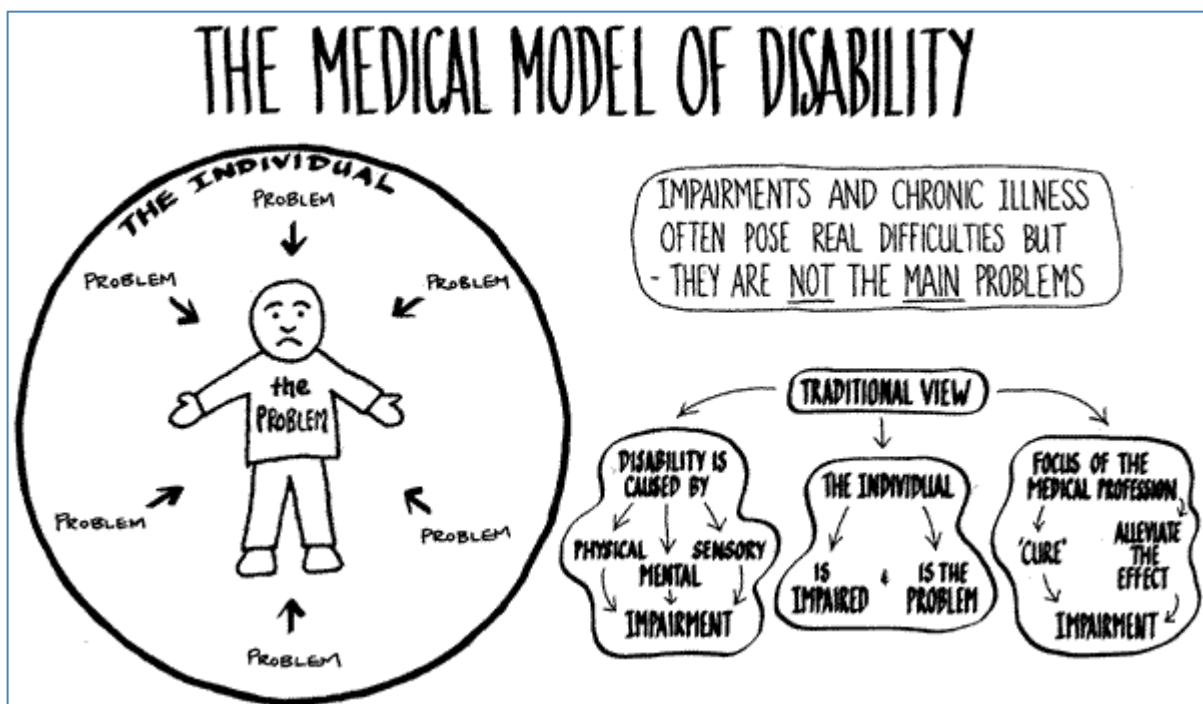 THE MEDICAL MODEL OF DISABILITY
THE INDIVIDUAL
PROBLEM
PROBLEM
PROBLEM
the
PROBLEM
PROBLEM
PROBLEM
PROBLEM
IMPAIRMENTS AND CHRONIC ILLNESS
OFTEN POSE REAL DIFFICULTIES BUT
- THEY ARE NOT THE MAIN PROBLEMS
TRADITIONAL VIEW
DISABILITY IS
CAUSED BY
PHYSICAL SENSORY
MENTAL
IMPAIRMENT
THE INDIVIDUAL
IS & IS THE
IMPAIRED PROBLEM
FOCUS OF THE
MEDICAL PROFESSION
'CURE'
ALLEVIATE
THE
EFFECT
IMPAIRMENT